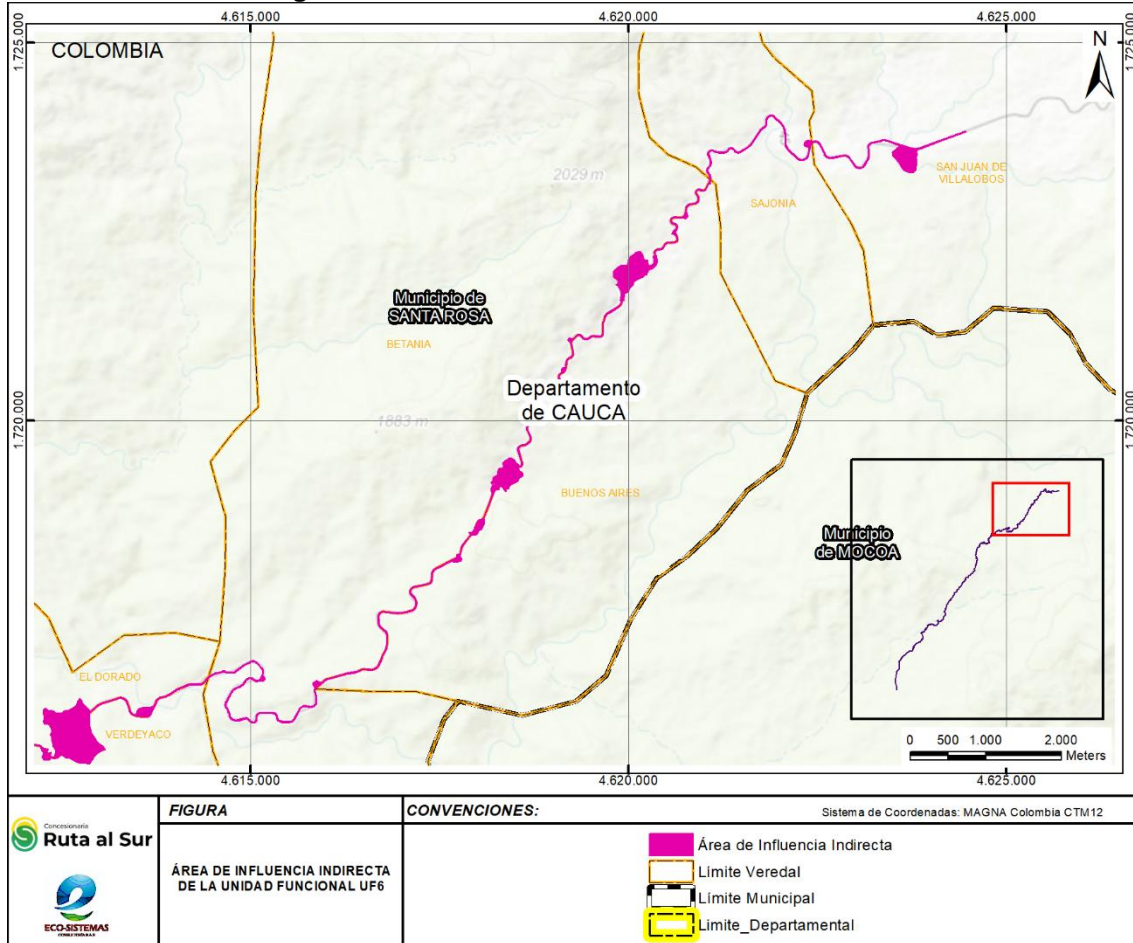 4.615.000
4.620.000
4.625.000
1.725.000
1.725.000
COLOMBIA
N
2029 m
SAN JUAN DE
VILLALOBOS
SAJONIA
Municipio de
SANTA ROSA
BETANIA
Departamento
de CAUCA
1883 m
1.720.000
1.720.000
BUENOS AIRES
Municipio
de MOCOA
EL DORADO
VERDEYACO
0 500 1.000 2.000
Meters
4.615.000
4.620.000
4.625.000
FIGURA
CONVENCIONES:
Sistema de Coordenadas: MAGNA Colombia CTM12
Concesionaria
Ruta al Sur
ECO-SISTEMAS
ÁREA DE INFLUENCIA INDIRECTA
DE LA UNIDAD FUNCIONAL UF6
Área de Influencia Indirecta
Límite Veredal
Límite Municipal
Limite_Departamental